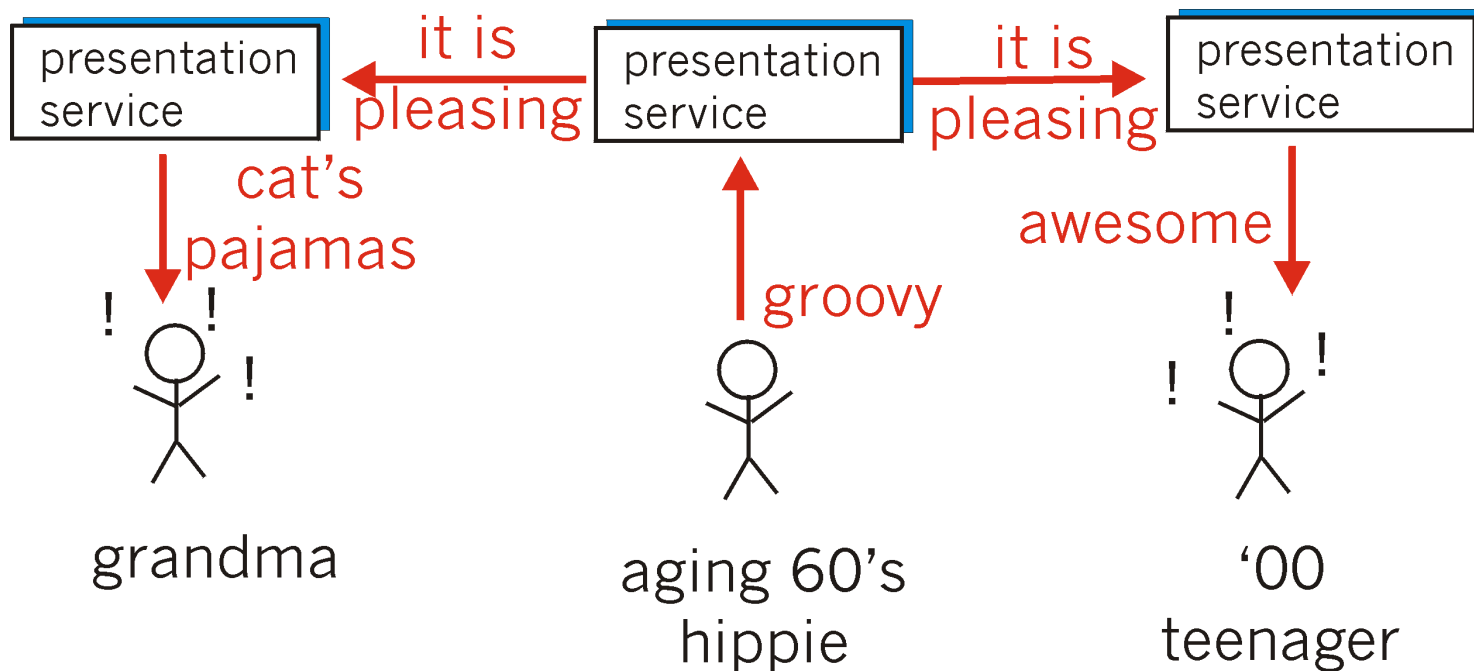 presentation
service
it is
pleasing
presentation
service
it is
pleasing
presentation
service
cat's
pajamas
groovy
awesome
! ! !
! ! !
grandma
aging 60's
hippie
‘00
teenager